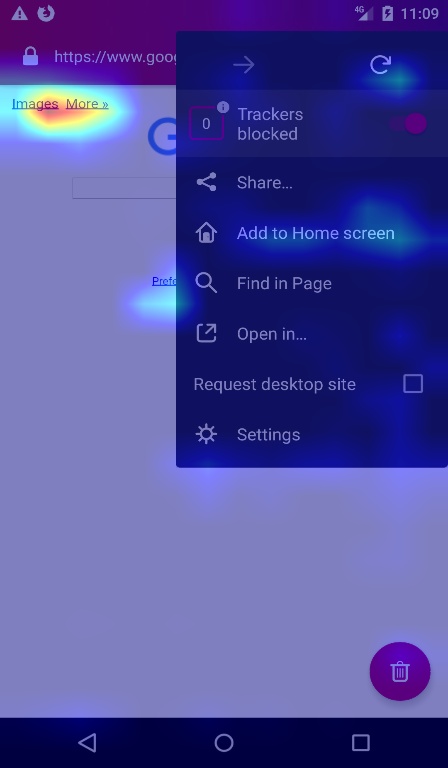 4G 11:09
https://www.goog
Images More »
G
0 Trackers
blocked
Share...
Add to Home screen
Prefe
Find in Page
Open in...
Request desktop site
Settings